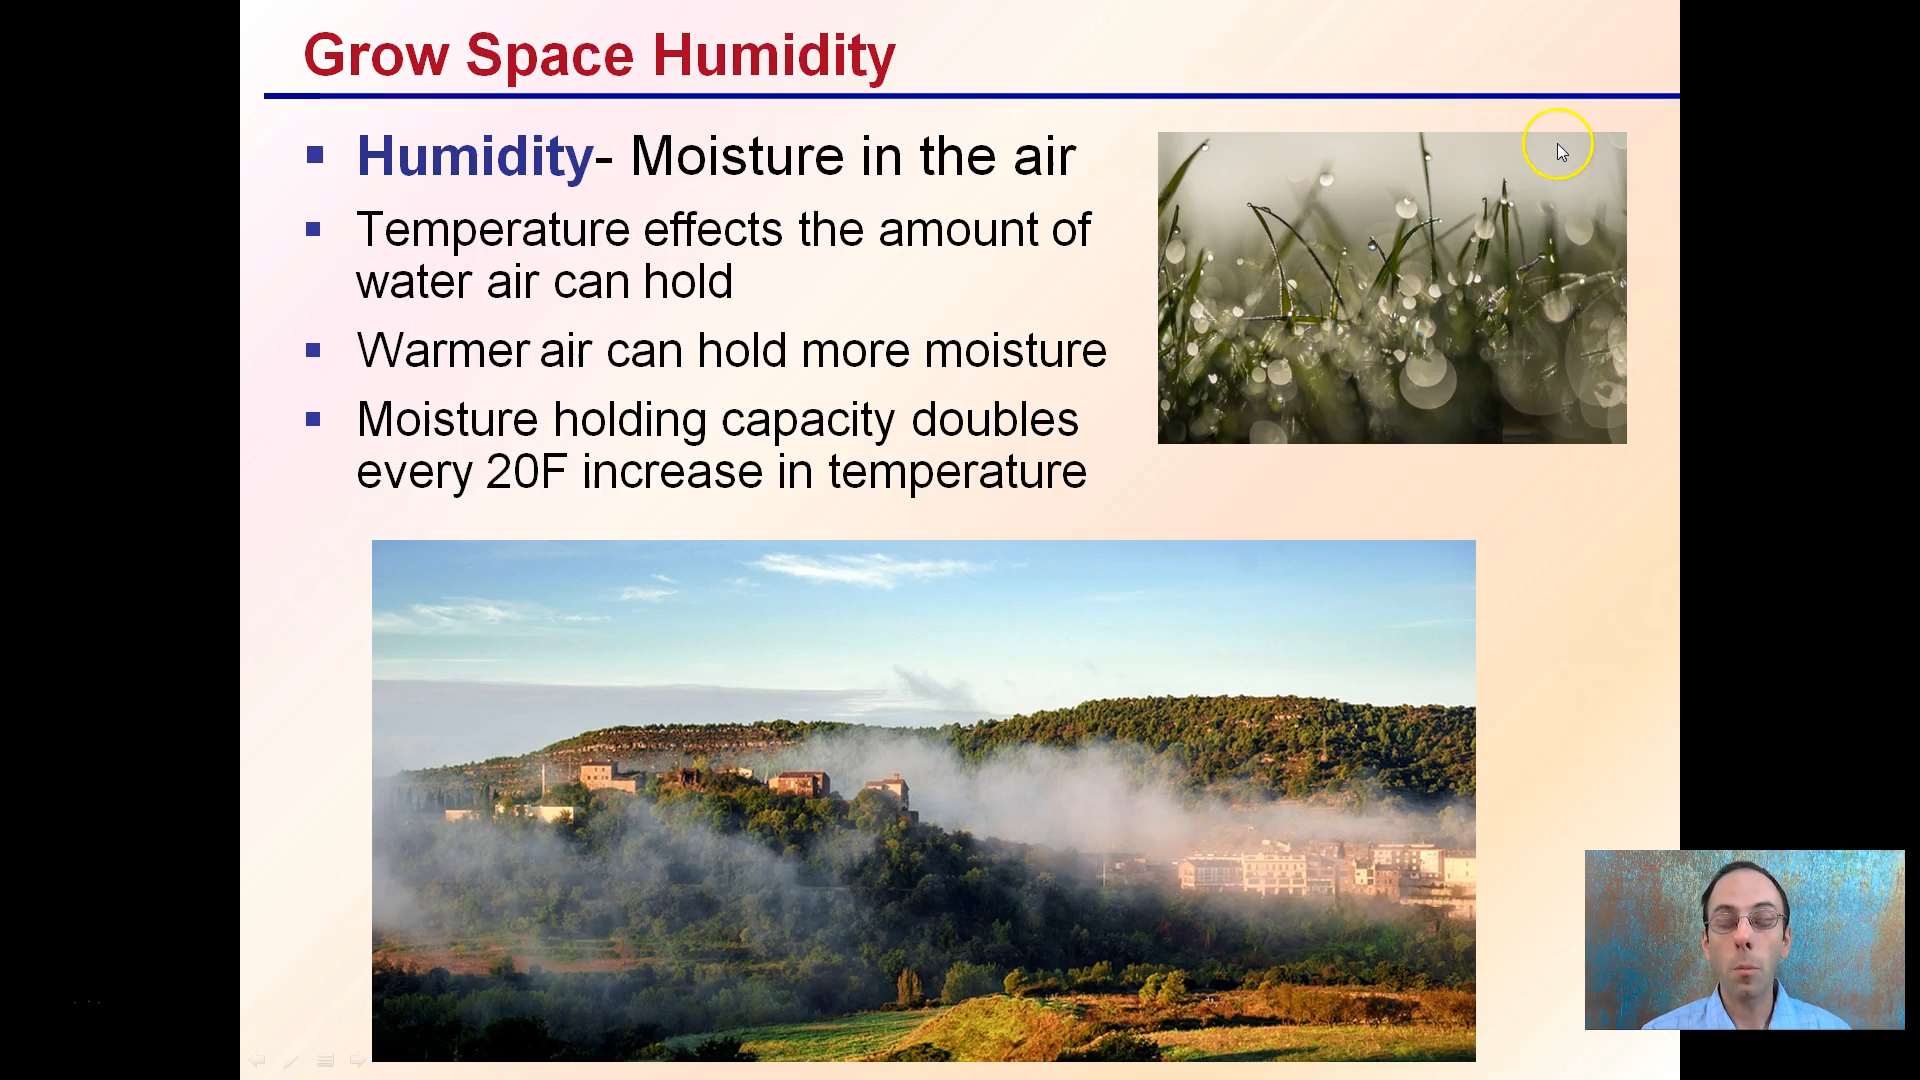 Grow Space Humidity
▪ Humidity- Moisture in the air
▪ Temperature effects the amount of
water air can hold
▪ Warmer air can hold more moisture
▪ Moisture holding capacity doubles
every 20F increase in temperature